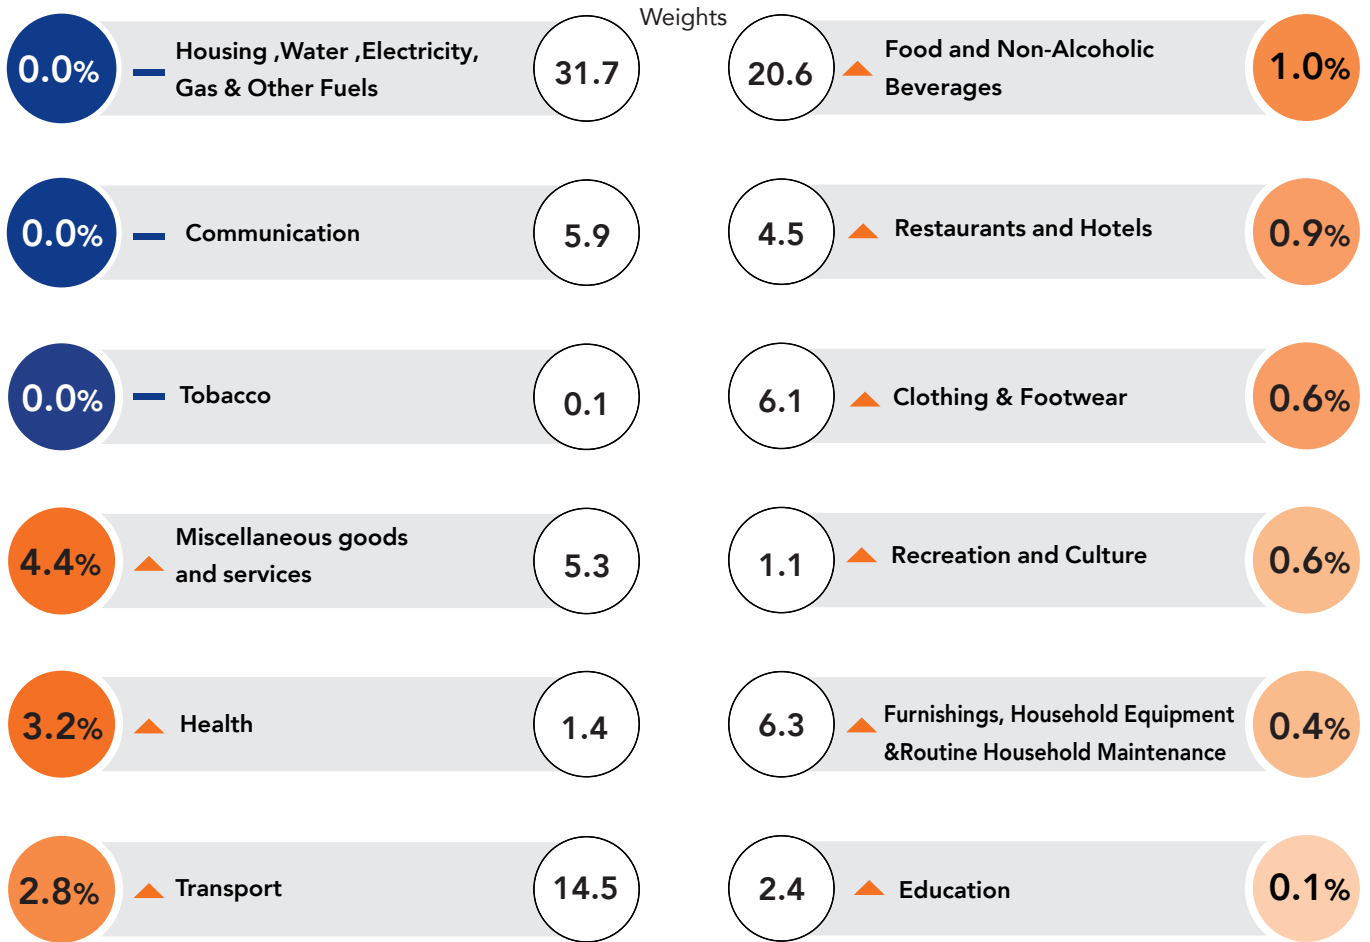 Weights
0.0%
Housing ,Water ,Electricity,
Gas & Other Fuels
31.7
20.6
Food and Non-Alcoholic
Beverages
1.0%
0.0%
Communication
5.9
4.5
Restaurants and Hotels
0.9%
0.0%
Tobacco
0.1
6.1
Clothing & Footwear
0.6%
4.4%
Miscellaneous goods
and services
5.3
1.1
Recreation and Culture
0.6%
3.2%
Health
1.4
6.3
Furnishings, Household Equipment
&Routine Household Maintenance
0.4%
2.8%
Transport
14.5
2.4
Education
0.1%